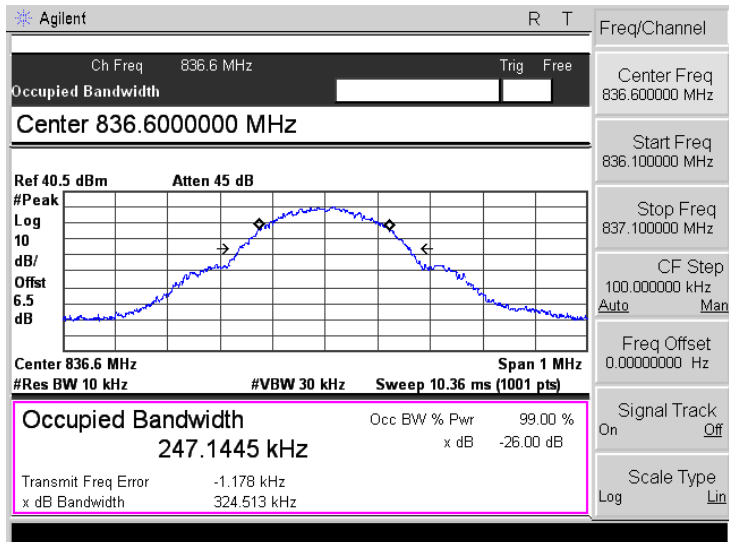 Agilent R T
Freq/Channel
Ch Freq 836.6 MHz Trig Free
Occupied Bandwidth
Center 836.6000000 MHz
Ref 40.5 dBm Atten 45 dB
#Peak
Log
10
dB/
Offst
6.5
dB
Center 836.6 MHz Span 1 MHz
#Res BW 10 kHz #VBW 30 kHz Sweep 10.36 ms (1001 pts)
Occupied Bandwidth
247.1445 kHz
Occ BW % Pwr 99.00 %
x dB -26.00 dB
Transmit Freq Error -1.178 kHz
x dB Bandwidth 324.513 kHz
Center Freq
836.600000 MHz
Start Freq
836.100000 MHz
Stop Freq
837.100000 MHz
CF Step
100.000000 kHz
Auto Man
Freq Offset
0.00000000 Hz
Signal Track
On Off
Scale Type
Log Lin